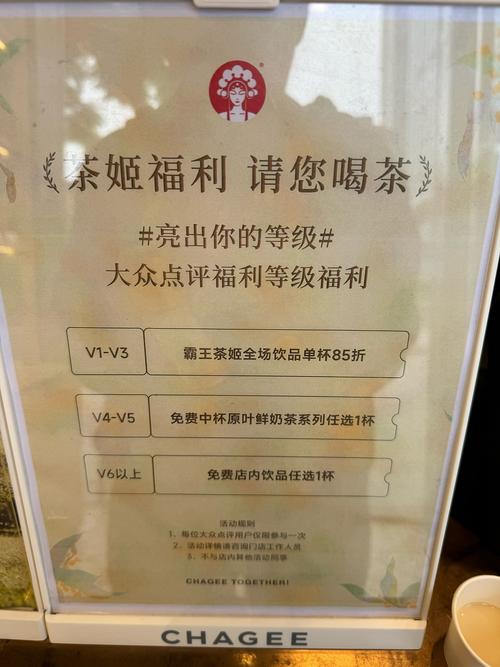 茶姬福利 请您喝茶
#亮出你的等级#
大众点评福利等级福利
V1-V3 霸王茶姬全场饮品单杯85折
V4-V5 免费中杯原叶鲜奶茶系列任选1杯
V6以上 免费店内饮品任选1杯
活动规则
1、每位大众点评用户仅限参与一次
2、活动详情请咨询门店工作人员
3、不与店内其他活动同享
CHAGEE TOGETHER!
CHAGEE